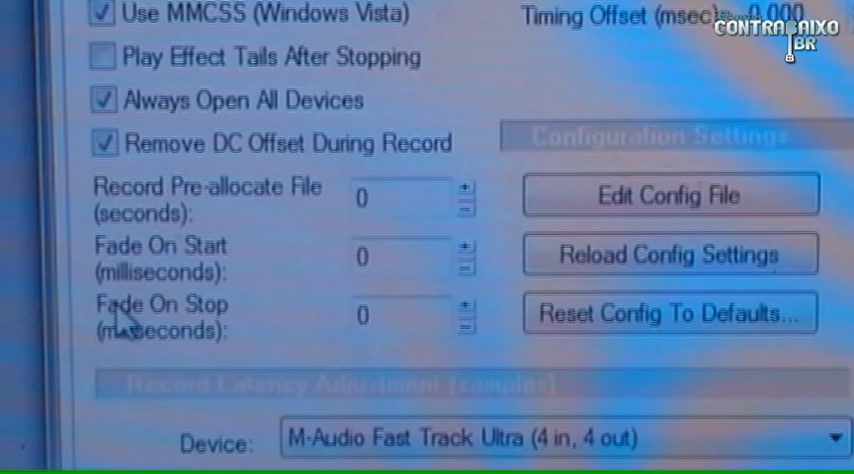 Use MMCSS (Windows Vista)
Timing Offset (msec): 0.000
CONTRABAIXO
BR
Play Effect Tails After Stopping
Always Open All Devices
Remove DC Offset During Record
Configuration Settings
Record Pre-allocate File
(seconds):
0
Edit Config File
Fade On Start
(milliseconds):
0
Reload Config Settings
Fade On Stop
(milliseconds):
0
Reset Config To Defaults...
Record Latency Adjustment (samples)
Device:
M-Audio Fast Track Ultra (4 in, 4 out)